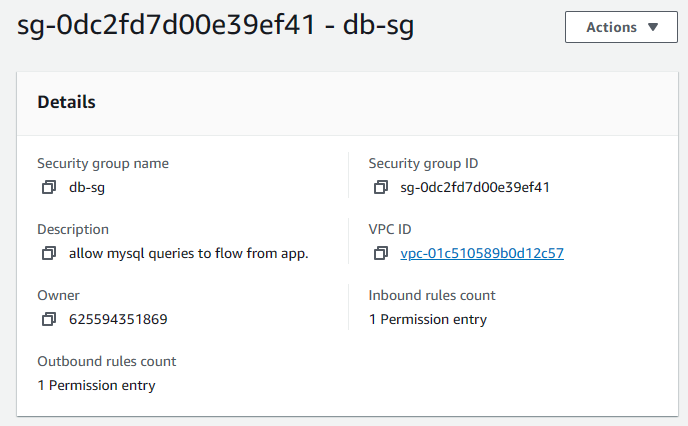 sg-0dc2fd7d00e39ef41 - db-sg
Actions
Details
Security group name
db-sg
Security group ID
sg-0dc2fd7d00e39ef41
Description
allow mysql queries to flow from app.
VPC ID
vpc-01c510589b0d12c57
Owner
625594351869
Inbound rules count
1 Permission entry
Outbound rules count
1 Permission entry